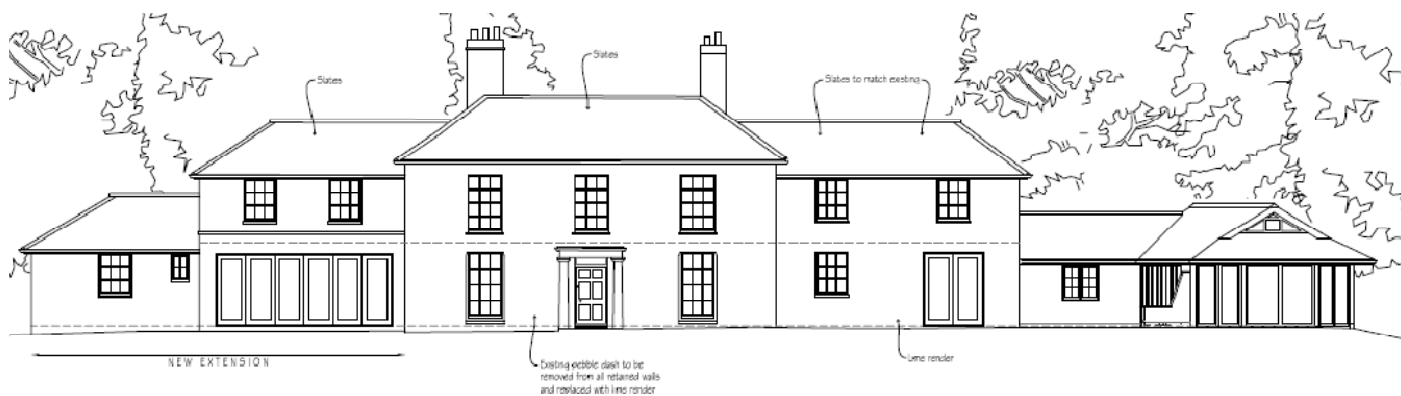 Slates
Slates
Slates to match existing
NEW EXTENSION
Existing pebble dash to be
removed from all retained walls
and replaced with lime render
Lime render